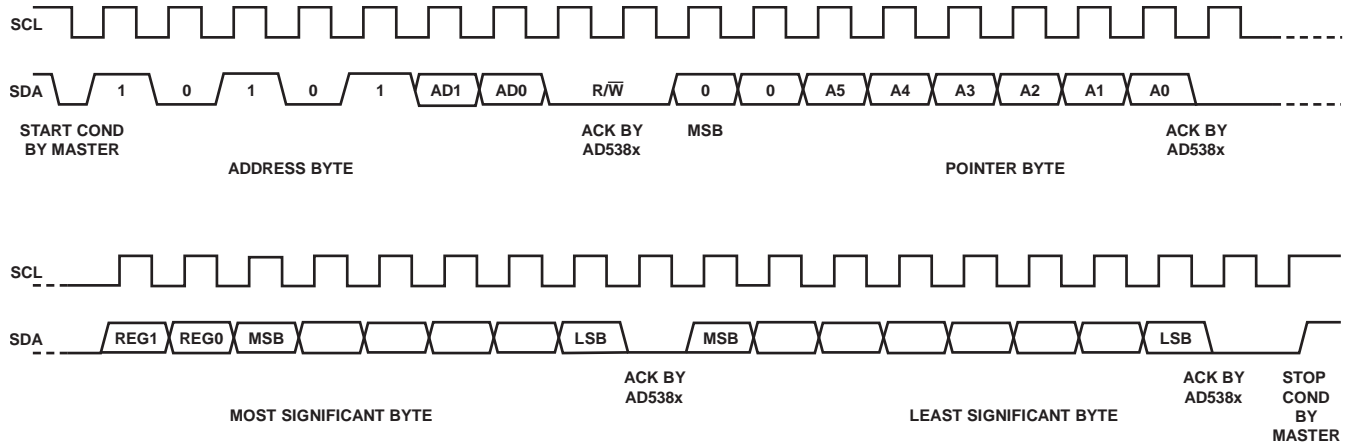 SCL
SDA 1 0 1 0 1 AD1 AD0 R/W̅ 0 0 A5 A4 A3 A2 A1 A0
START COND ACK BY MSB ACK BY
BY MASTER AD538x AD538x
ADDRESS BYTE POINTER BYTE
SCL
SDA REG1 REG0 MSB LSB MSB LSB
ACK BY ACK BY STOP
AD538x AD538x COND
MOST SIGNIFICANT BYTE LEAST SIGNIFICANT BYTE BY
MASTER